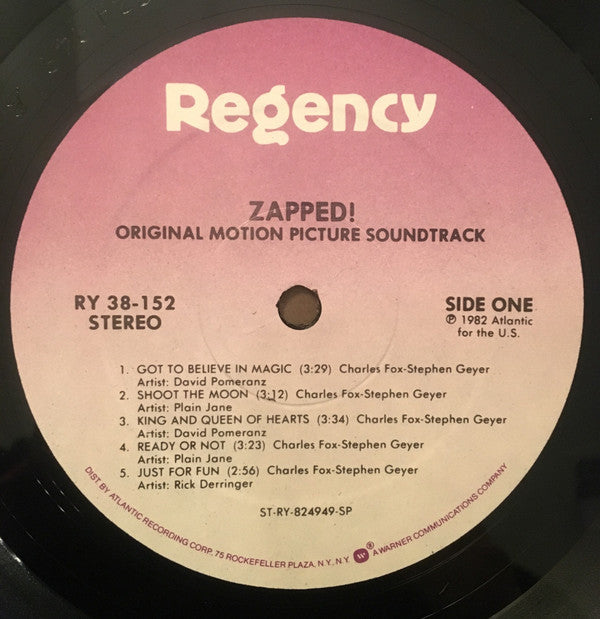 Regency
ZAPPED!
ORIGINAL MOTION PICTURE SOUNDTRACK
RY 38-152
STEREO
SIDE ONE
℗ 1982 Atlantic
for the U.S.
1. GOT TO BELIEVE IN MAGIC (3:29) Charles Fox-Stephen Geyer
Artist: David Pomeranz
2. SHOOT THE MOON (3:12) Charles Fox-Stephen Geyer
Artist: Plain Jane
3. KING AND QUEEN OF HEARTS (3:34) Charles Fox-Stephen Geyer
Artist: David Pomeranz
4. READY OR NOT (3:23) Charles Fox-Stephen Geyer
Artist: Plain Jane
5. JUST FOR FUN (2:56) Charles Fox-Stephen Geyer
Artist: Rick Derringer
ST-RY-824949-SP
DIST. BY ATLANTIC RECORDING CORP. 75 ROCKEFELLER PLAZA, N.Y., N.Y. W ® A WARNER COMMUNICATIONS COMPANY